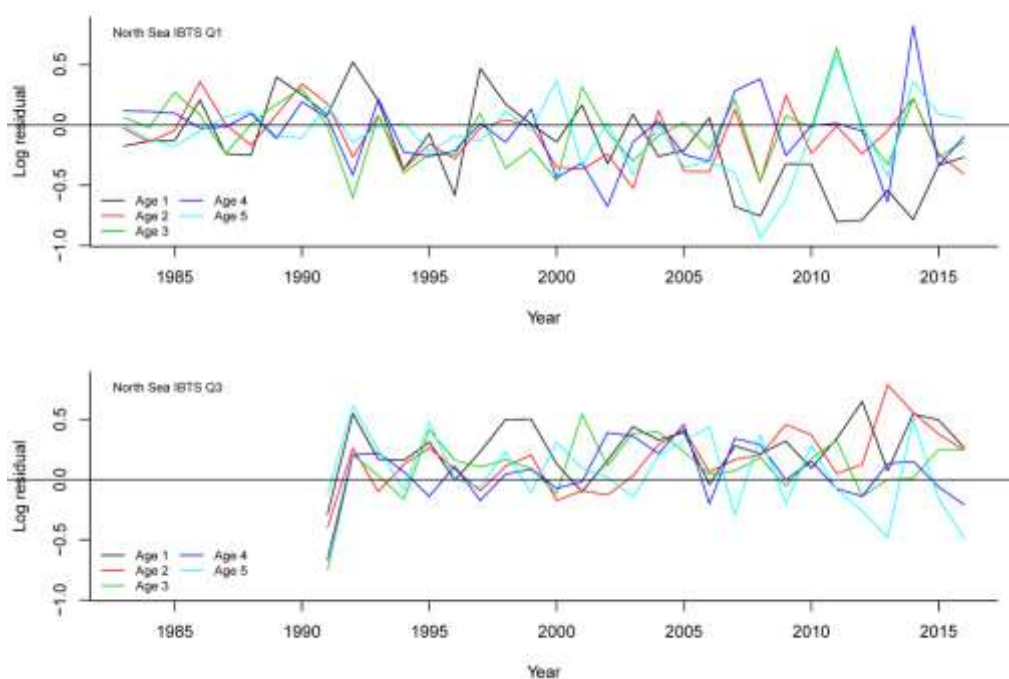 North Sea IBTS Q1
Log residual
0.5
0.0
−0.5
−1.0
Age 1 Age 4
Age 2 Age 5
Age 3
1985 1990 1995 2000 2005 2010 2015
Year
North Sea IBTS Q3
Log residual
0.5
0.0
−0.5
−1.0
Age 1 Age 4
Age 2 Age 5
Age 3
1985 1990 1995 2000 2005 2010 2015
Year